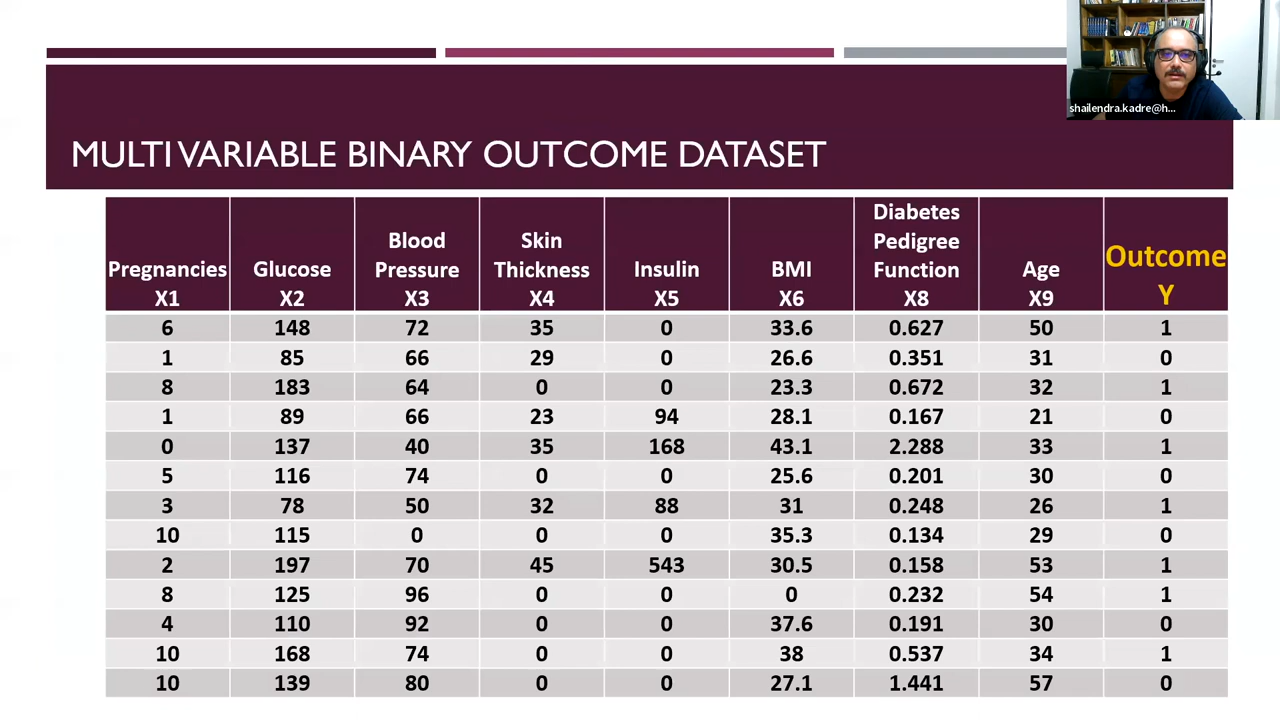 shailendra.kadre@h...
MULTI VARIABLE BINARY OUTCOME DATASET
Pregnancies X1 Glucose X2 Blood Pressure X3 Skin Thickness X4 Insulin X5 BMI X6 Diabetes Pedigree Function X8 Age X9 Outcome Y
6 148 72 35 0 33.6 0.627 50 1
1 85 66 29 0 26.6 0.351 31 0
8 183 64 0 0 23.3 0.672 32 1
1 89 66 23 94 28.1 0.167 21 0
0 137 40 35 168 43.1 2.288 33 1
5 116 74 0 0 25.6 0.201 30 0
3 78 50 32 88 31 0.248 26 1
10 115 0 0 0 35.3 0.134 29 0
2 197 70 45 543 30.5 0.158 53 1
8 125 96 0 0 0 0.232 54 1
4 110 92 0 0 37.6 0.191 30 0
10 168 74 0 0 38 0.537 34 1
10 139 80 0 0 27.1 1.441 57 0